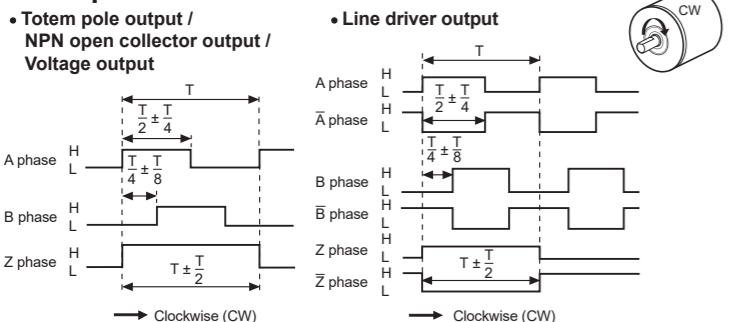 • Totem pole output /
NPN open collector output /
Voltage output
T
T/2 ± T/4
A phase H L
T/4 ± T/8
B phase H L
Z phase H L
T ± T/2
Clockwise (CW)
• Line driver output
T
A phase H L
T/2 ± T/4
A̅ phase H L
T/4 ± T/8
B phase H L
B̅ phase H L
Z phase H L
T ± T/2
Z̅ phase H L
Clockwise (CW)
CW